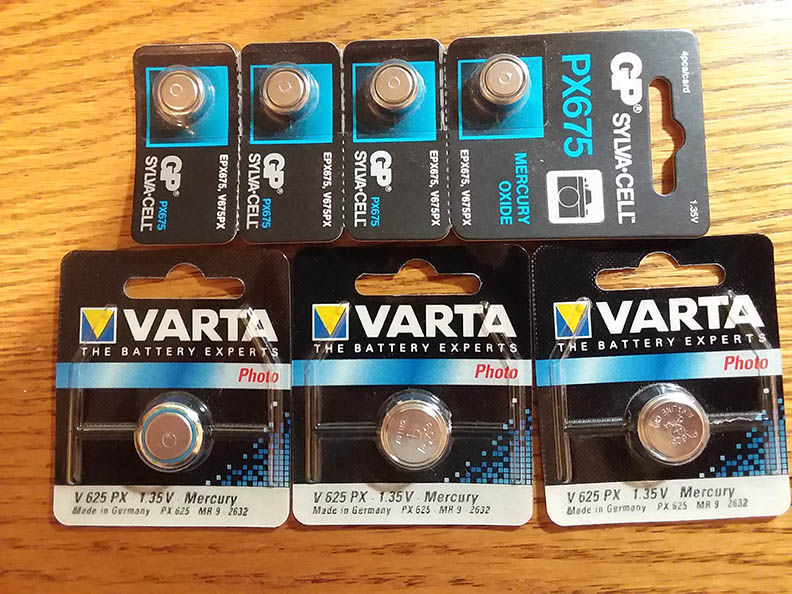 GP®
SYLVA•CELL
PX675
EPX675, V675PX
GP®
SYLVA•CELL
PX675
EPX675, V675PX
GP®
SYLVA•CELL
PX675
EPX675, V675PX
4pcs/card
GP®
SYLVA•CELL™
PX675
MERCURY
OXIDE
EPX675, V675PX
1.35V
VARTA
THE BATTERY EXPERTS
Photo
V 625 PX · 1.35 V · Mercury
Made in Germany PX 625 MR 9 2632
VARTA
THE BATTERY EXPERTS
Photo
V 625 PX · 1.35 V · Mercury
Made in Germany PX 625 MR 9 2632
VARTA
THE BATTERY EXPERTS
Photo
V 625 PX · 1.35 V · Mercury
Made in Germany PX 625 MR 9 2632